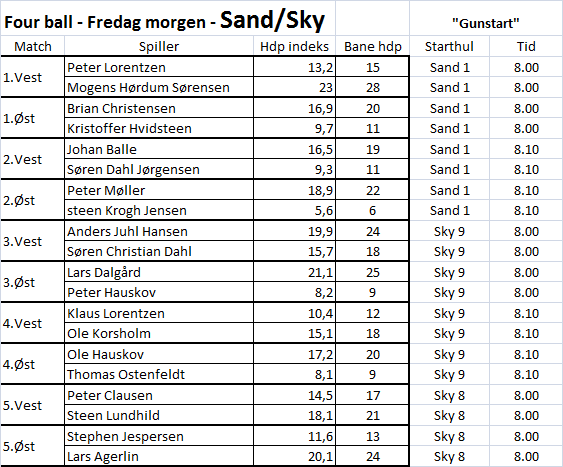 Four ball - Fredag morgen - Sand/Sky "Gunstart"
Match Spiller Hdp indeks Bane hdp Starthul Tid
1.Vest Peter Lorentzen 13,2 15 Sand 1 8.00
Mogens Hørdum Sørensen 23 28 Sand 1 8.00
1.Øst Brian Christensen 16,9 20 Sand 1 8.00
Kristoffer Hvidsteen 9,7 11 Sand 1 8.00
2.Vest Johan Balle 16,5 19 Sand 1 8.10
Søren Dahl Jørgensen 9,3 11 Sand 1 8.10
2.Øst Peter Møller 18,9 22 Sand 1 8.10
steen Krogh Jensen 5,6 6 Sand 1 8.10
3.Vest Anders Juhl Hansen 19,9 24 Sky 9 8.00
Søren Christian Dahl 15,7 18 Sky 9 8.00
3.Øst Lars Dalgård 21,1 25 Sky 9 8.00
Peter Hauskov 8,2 9 Sky 9 8.00
4.Vest Klaus Lorentzen 10,4 12 Sky 9 8.10
Ole Korsholm 15,1 18 Sky 9 8.10
4.Øst Ole Hauskov 17,2 20 Sky 9 8.10
Thomas Ostenfeldt 8,1 9 Sky 9 8.10
5.Vest Peter Clausen 14,5 17 Sky 8 8.00
Steen Lundhild 18,1 21 Sky 8 8.00
5.Øst Stephen Jespersen 11,6 13 Sky 8 8.00
Lars Agerlin 20,1 24 Sky 8 8.00